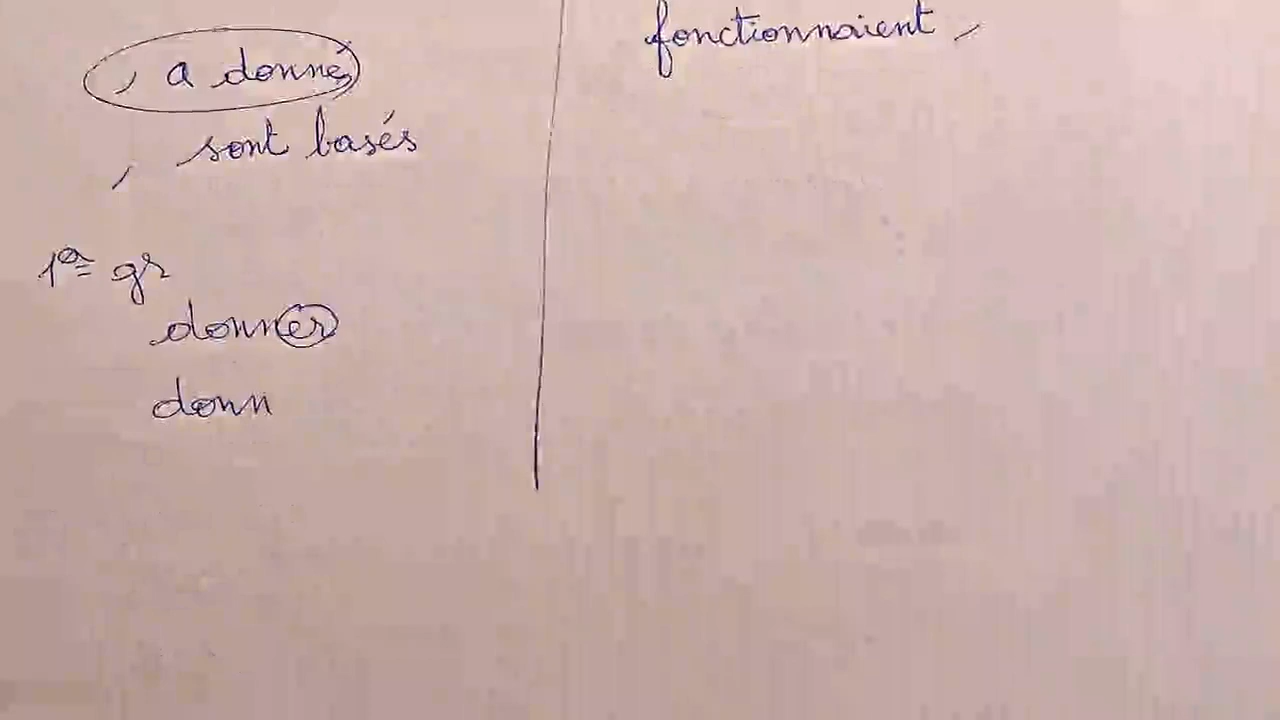 , a donné,
sont basés
,
1er gr
donner
donn
fonctionnaient,